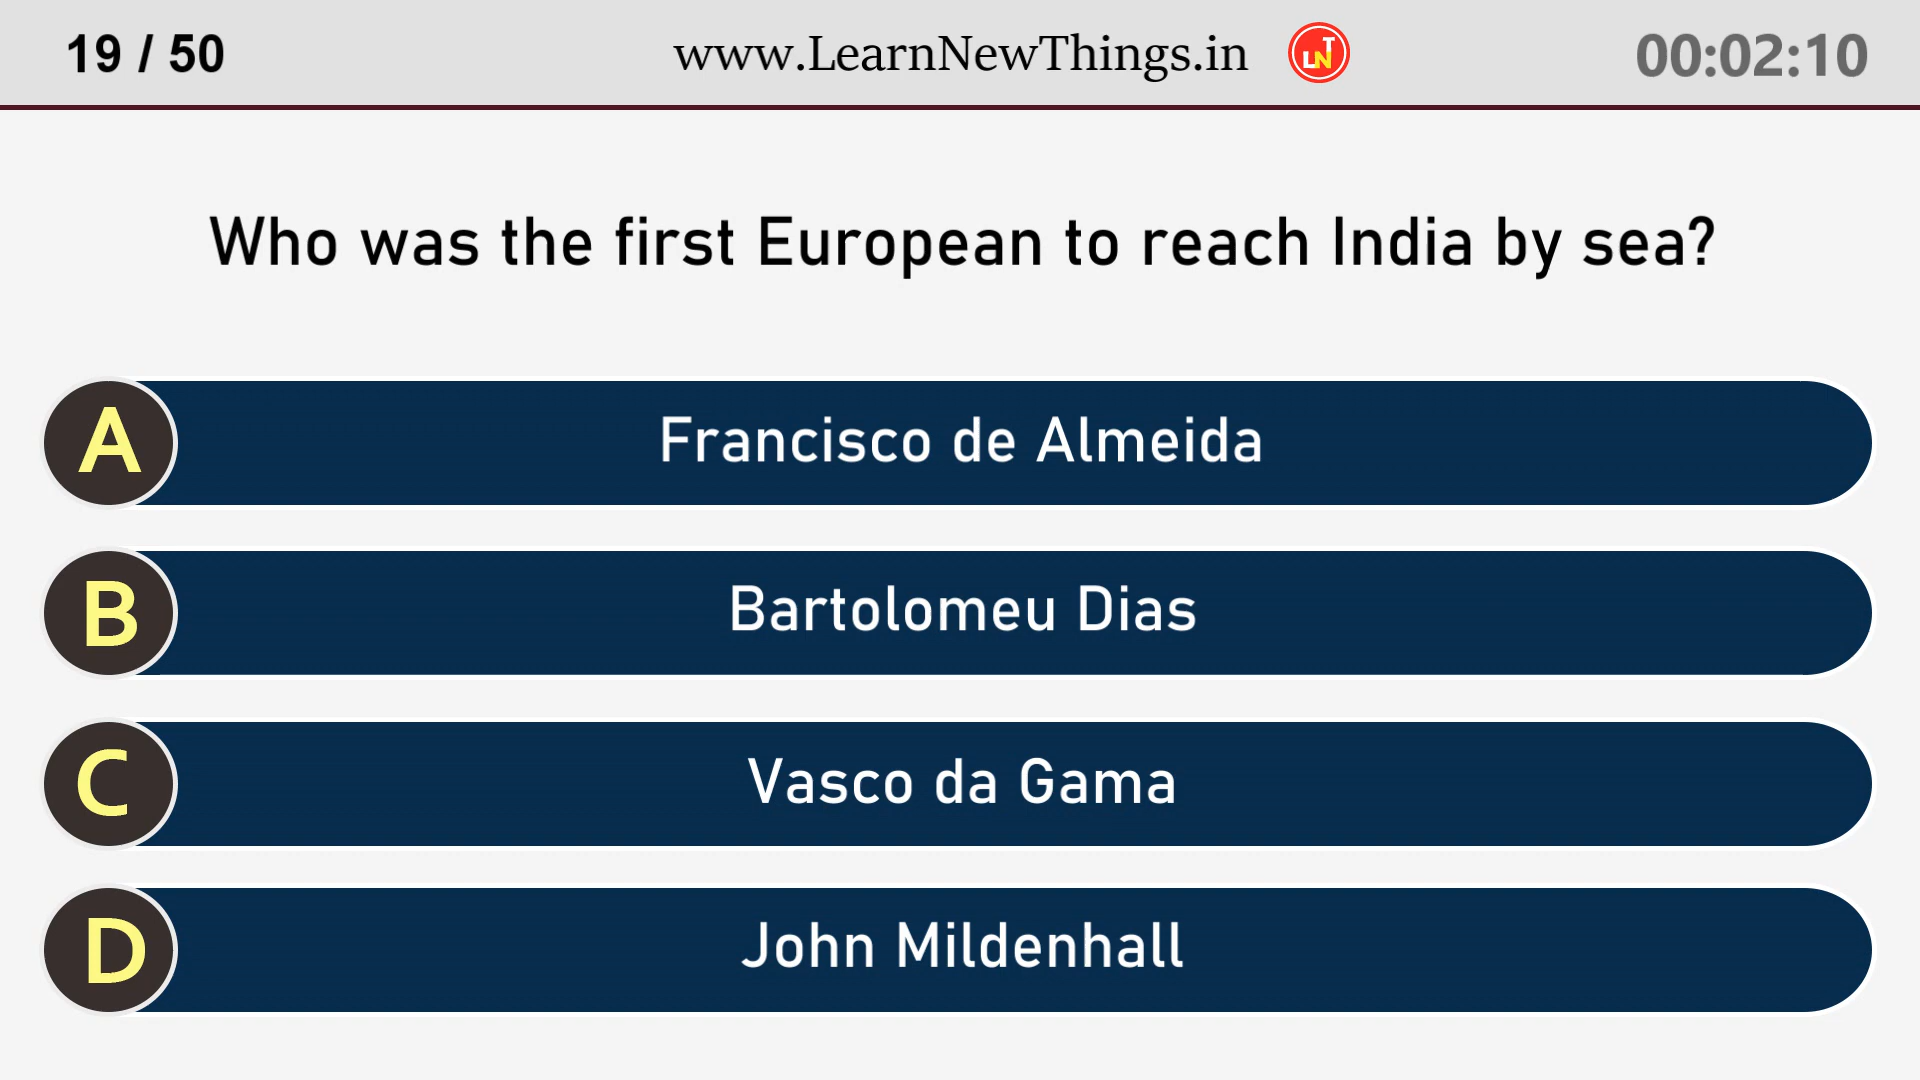 19 / 50
www.LearnNewThings.in
LNT
00:02:10
Who was the first European to reach India by sea?
A
Francisco de Almeida
B
Bartolomeu Dias
C
Vasco da Gama
D
John Mildenhall